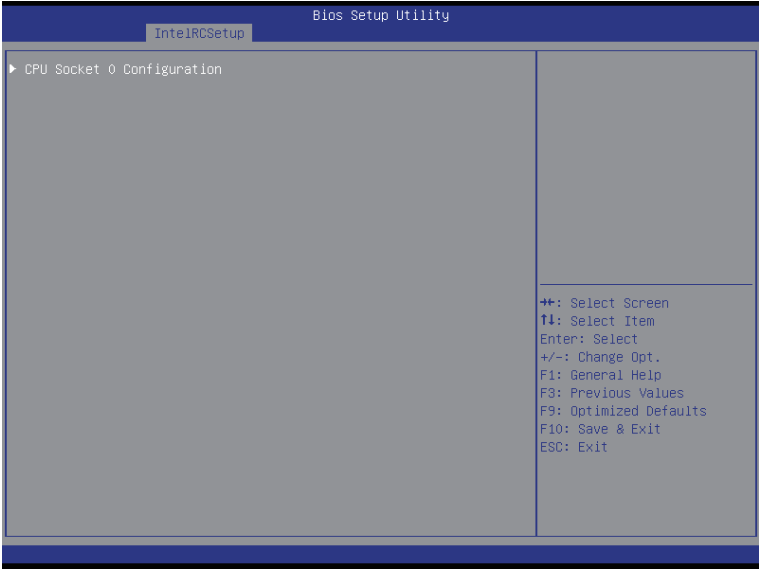 Bios Setup Utility
IntelRCSetup
▶ CPU Socket 0 Configuration
→←: Select Screen
↑↓: Select Item
Enter: Select
+/-: Change Opt.
F1: General Help
F3: Previous Values
F9: Optimized Defaults
F10: Save & Exit
ESC: Exit